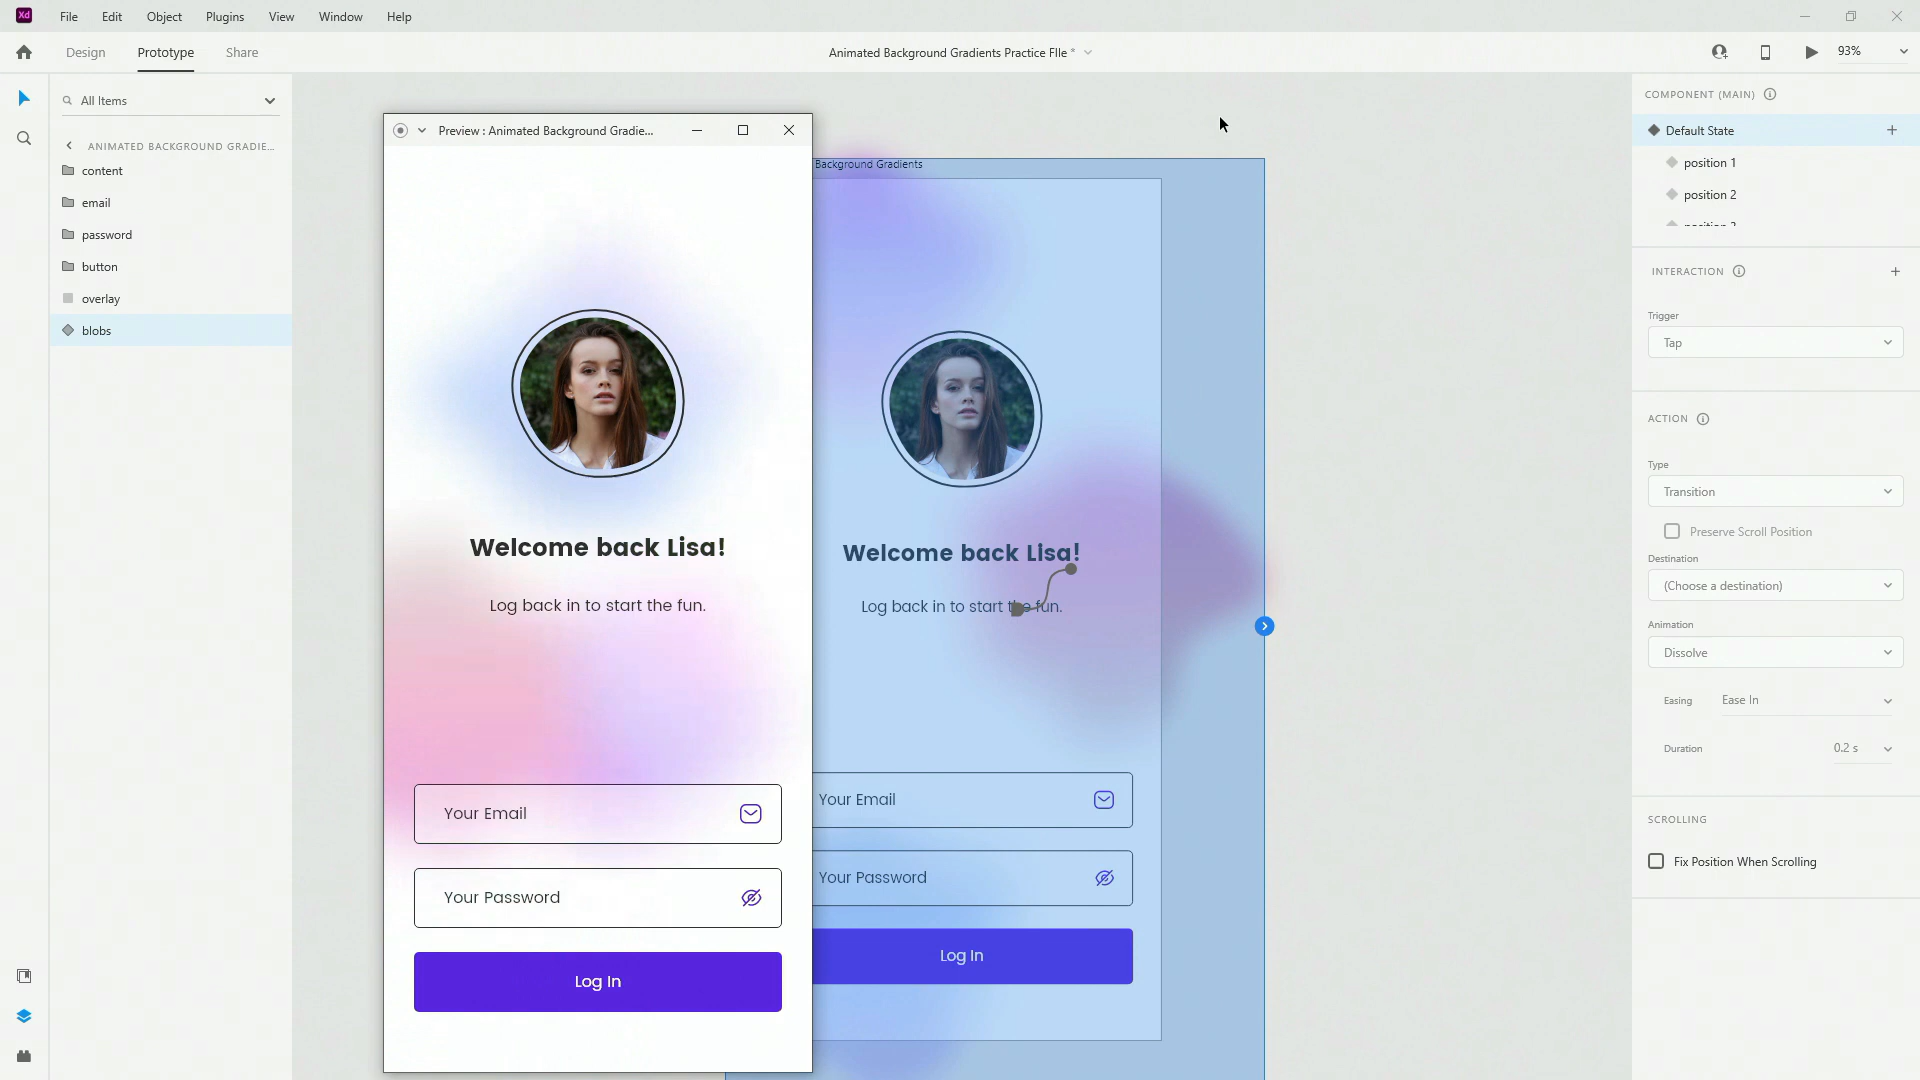 Xd File Edit Object Plugins View Window Help
Design Prototype Share
Animated Background Gradients Practice FIle *
93%
All Items
ANIMATED BACKGROUND GRADIE...
content
email
password
button
overlay
blobs
Preview : Animated Background Gradie...
Welcome back Lisa!
Log back in to start the fun.
Your Email
Your Password
Log In
Background Gradients
Welcome back Lisa!
Log back in to start the fun.
Your Email
Your Password
Log In
COMPONENT (MAIN)
Default State
position 1
position 2
INTERACTION
Trigger
Tap
ACTION
Type
Transition
Preserve Scroll Position
Destination
(Choose a destination)
Animation
Dissolve
Easing Ease In
Duration 0.2 s
SCROLLING
Fix Position When Scrolling